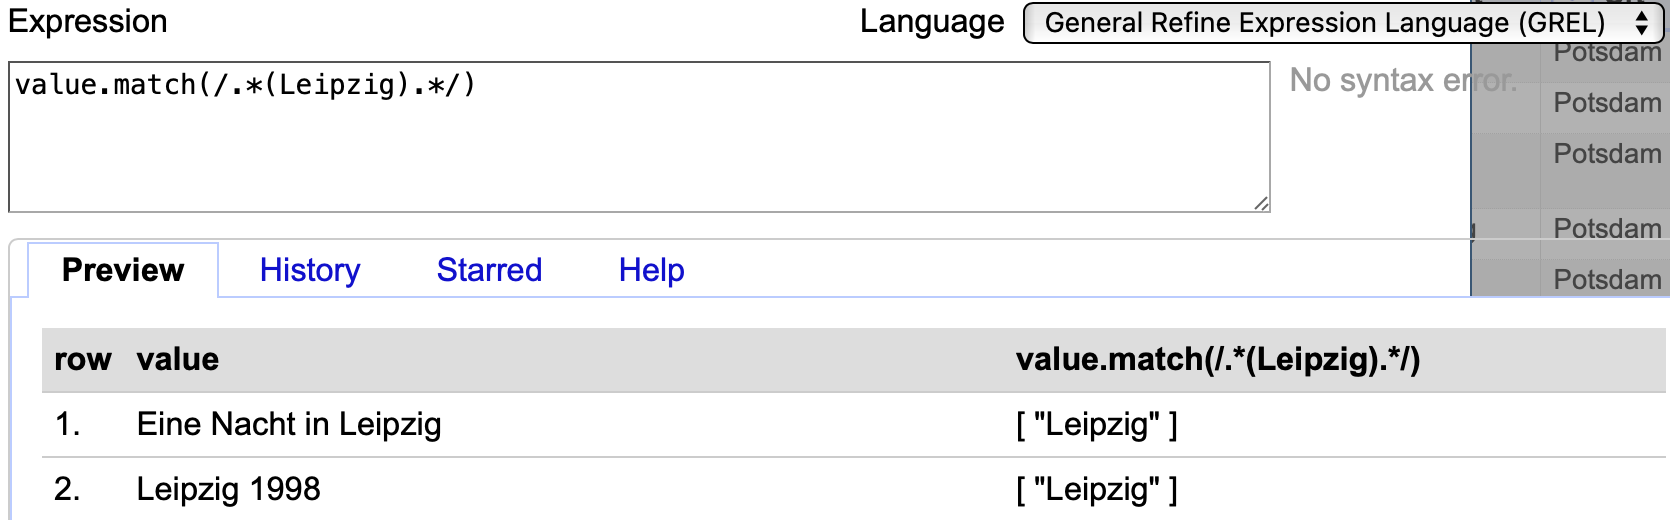 Expression
Language General Refine Expression Language (GREL)
value.match(/.*(Leipzig).*/)
No syntax error.
Potsdam
Potsdam
Potsdam
Potsdam
Potsdam
Preview History Starred Help
row value value.match(/.*(Leipzig).*/)
1. Eine Nacht in Leipzig [ "Leipzig" ]
2. Leipzig 1998 [ "Leipzig" ]